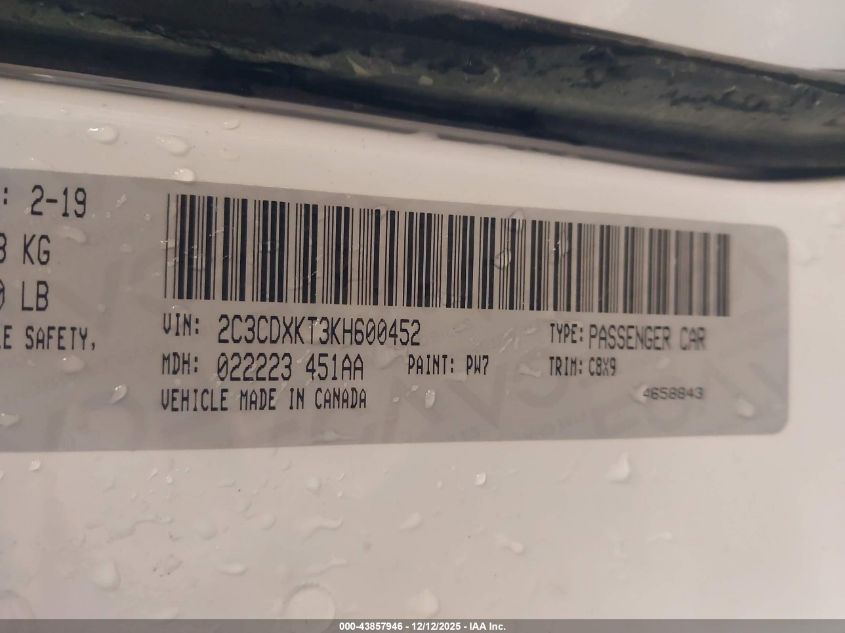 : 2-19
KG
LB
SAFETY,
VIN: 2C3CDXKT3KH600452
TYPE: PASSENGER CAR
MDH: 022223 451AA
PAINT: PW7
TRIM: C8X9
VEHICLE MADE IN CANADA
4658843
000-43857946 - 12/12/2025 - IAA Inc.